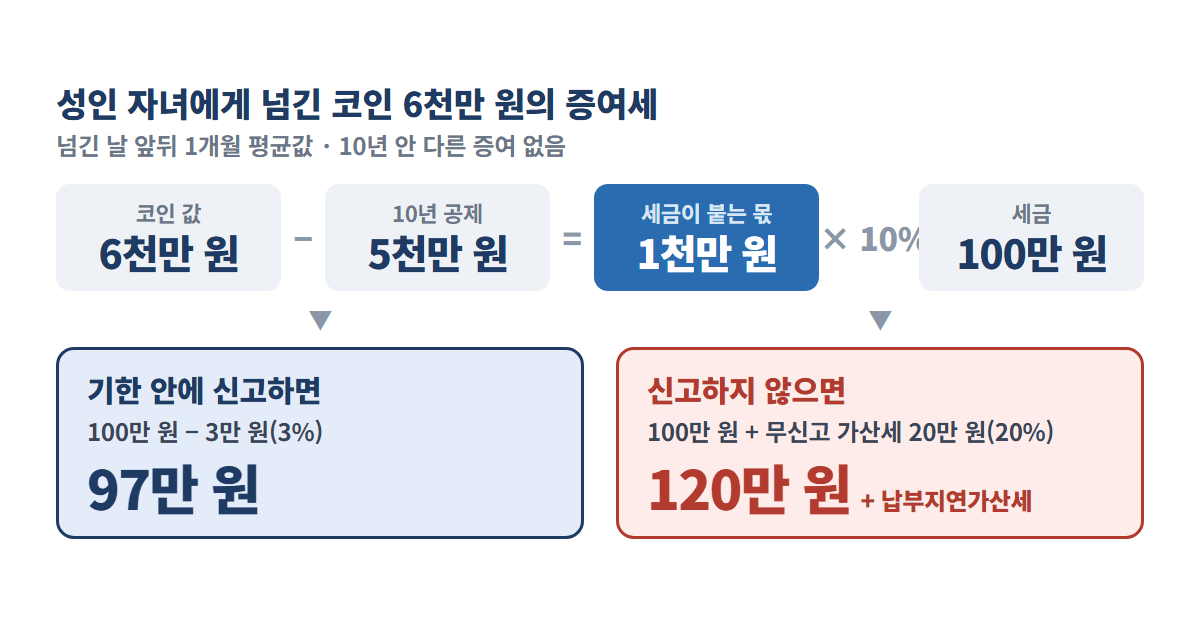 성인 자녀에게 넘긴 코인 6천만 원의 증여세
넘긴 날 앞뒤 1개월 평균값 · 10년 안 다른 증여 없음
코인 값
6천만 원
−
10년 공제
5천만 원
=
세금이 붙는 몫
1천만 원
× 10%
세금
100만 원
▼
▼
기한 안에 신고하면
100만 원 − 3만 원(3%)
97만 원
신고하지 않으면
100만 원 + 무신고 가산세 20만 원(20%)
120만 원 + 납부지연가산세